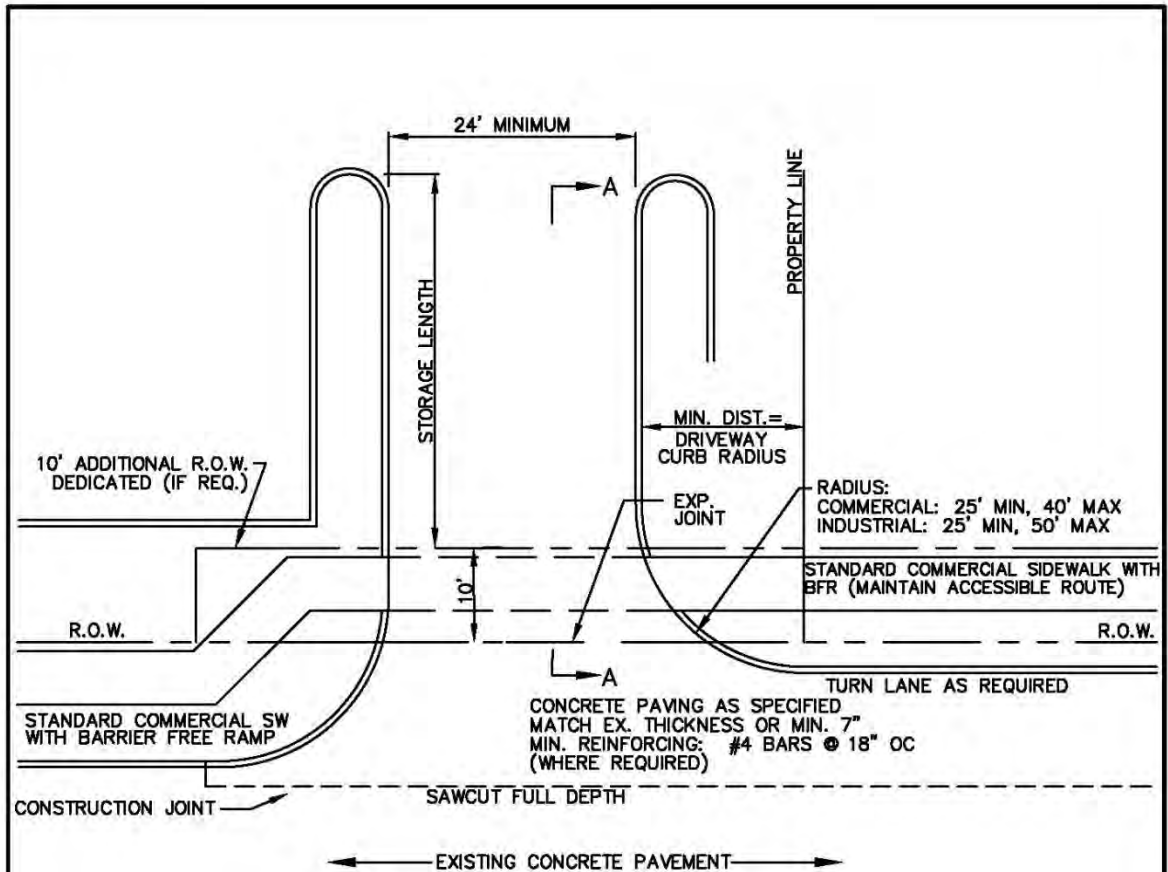 24' MINIMUM
A
PROPERTY LINE
STORAGE LENGTH
MIN. DIST.=
DRIVEWAY
CURB RADIUS
10' ADDITIONAL R.O.W.
DEDICATED (IF REQ.)
EXP.
JOINT
RADIUS:
COMMERCIAL: 25' MIN, 40' MAX
INDUSTRIAL: 25' MIN, 50' MAX
STANDARD COMMERCIAL SIDEWALK WITH
BFR (MAINTAIN ACCESSIBLE ROUTE)
10'
R.O.W.
R.O.W.
A
TURN LANE AS REQUIRED
STANDARD COMMERCIAL SW
WITH BARRIER FREE RAMP
CONCRETE PAVING AS SPECIFIED
MATCH EX. THICKNESS OR MIN. 7"
MIN. REINFORCING: #4 BARS @ 18" OC
(WHERE REQUIRED)
CONSTRUCTION JOINT
SAWCUT FULL DEPTH
EXISTING CONCRETE PAVEMENT